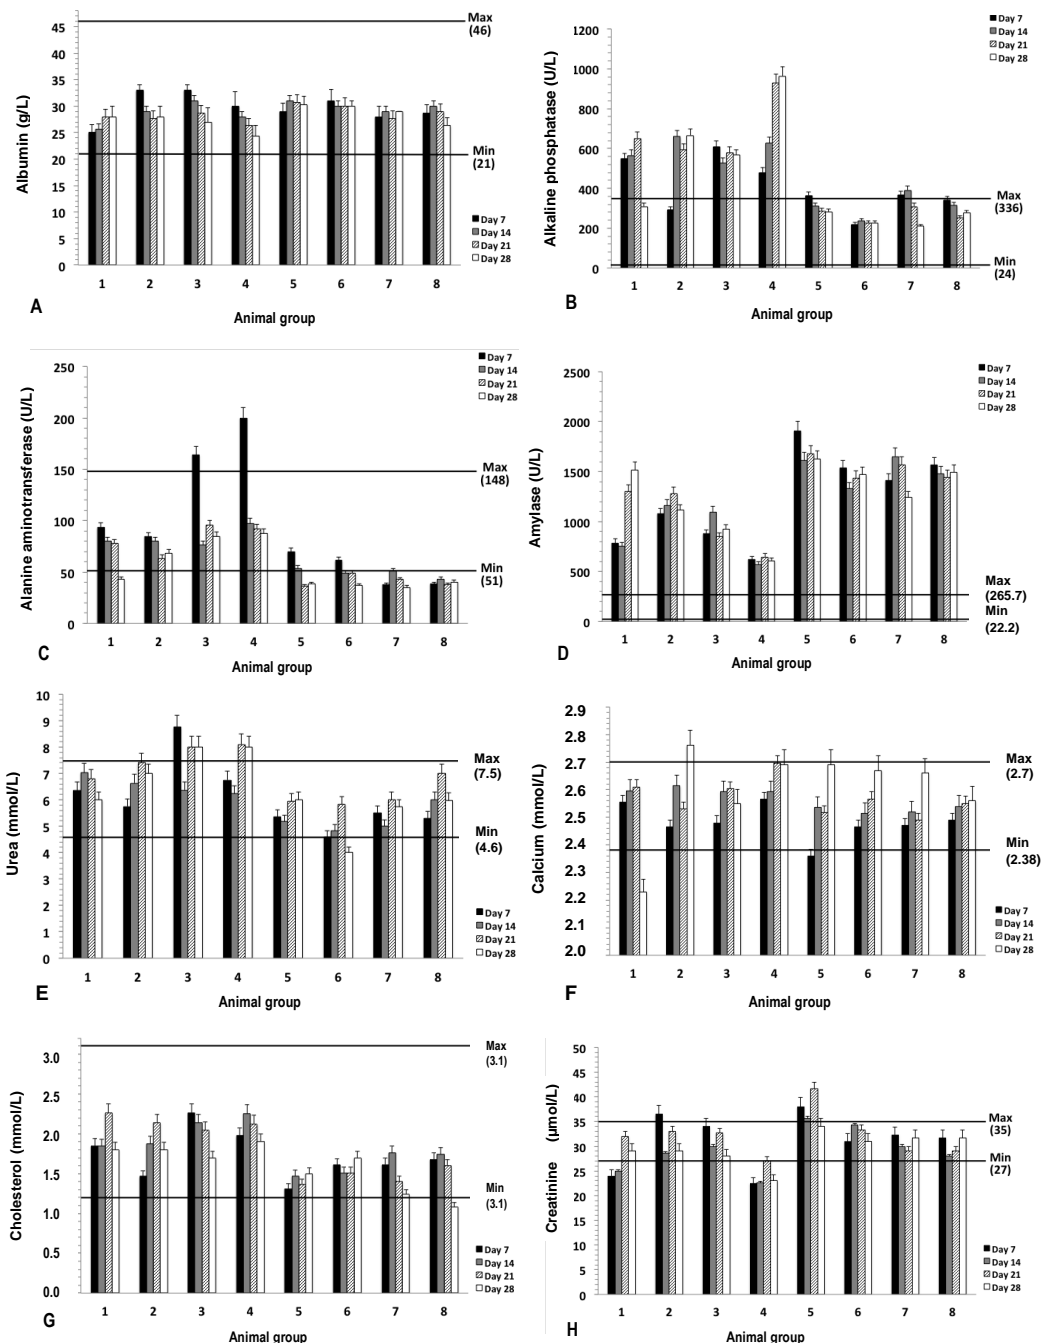 Albumin (g/L)
45
40
35
30
25
20
15
10
5
0
Max
(46)
Min
(21)
Day 7
Day 14
Day 21
Day 28
1 2 3 4 5 6 7 8
A
Animal group
Alkaline phosphatase (U/L)
1200
1000
800
600
400
200
0
Day 7
Day 14
Day 21
Day 28
Max
(336)
Min
(24)
1 2 3 4 5 6 7 8
B
Animal group
Alanine aminotransferase (U/L)
250
200
150
100
50
0
Day 7
Day 14
Day 21
Day 28
Max
(148)
Min
(51)
1 2 3 4 5 6 7 8
C
Animal group
Amylase (U/L)
2500
2000
1500
1000
500
0
Day 7
Day 14
Day 21
Day 28
Max
(265.7)
Min
(22.2)
1 2 3 4 5 6 7 8
D
Animal group
Urea (mmol/L)
10
9
8
7
6
5
4
3
2
1
0
Max
(7.5)
Min
(4.6)
Day 7
Day 14
Day 21
Day 28
1 2 3 4 5 6 7 8
E
Animal group
Calcium (mmol/L)
2.9
2.8
2.7
2.6
2.5
2.4
2.3
2.2
2.1
2.0
Max
(2.7)
Min
(2.38)
Day 7
Day 14
Day 21
Day 28
1 2 3 4 5 6 7 8
F
Animal group
Cholesterol (mmol/L)
3.0
2.5
2.0
1.5
1.0
0.5
0.0
Max
(3.1)
Min
(3.1)
Day 7
Day 14
Day 21
Day 28
1 2 3 4 5 6 7 8
G
Animal group
Creatinine (µmol/L)
50
45
40
35
30
25
20
15
10
5
0
Max
(35)
Min
(27)
Day 7
Day 14
Day 21
Day 28
1 2 3 4 5 6 7 8
H
Animal group